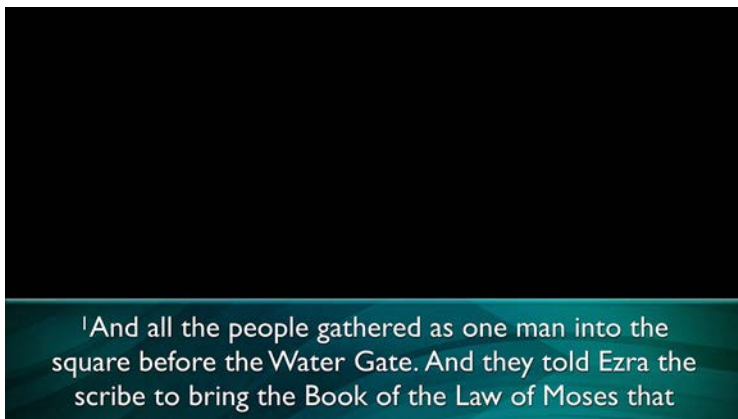 ¹And all the people gathered as one man into the
square before the Water Gate. And they told Ezra the
scribe to bring the Book of the Law of Moses that